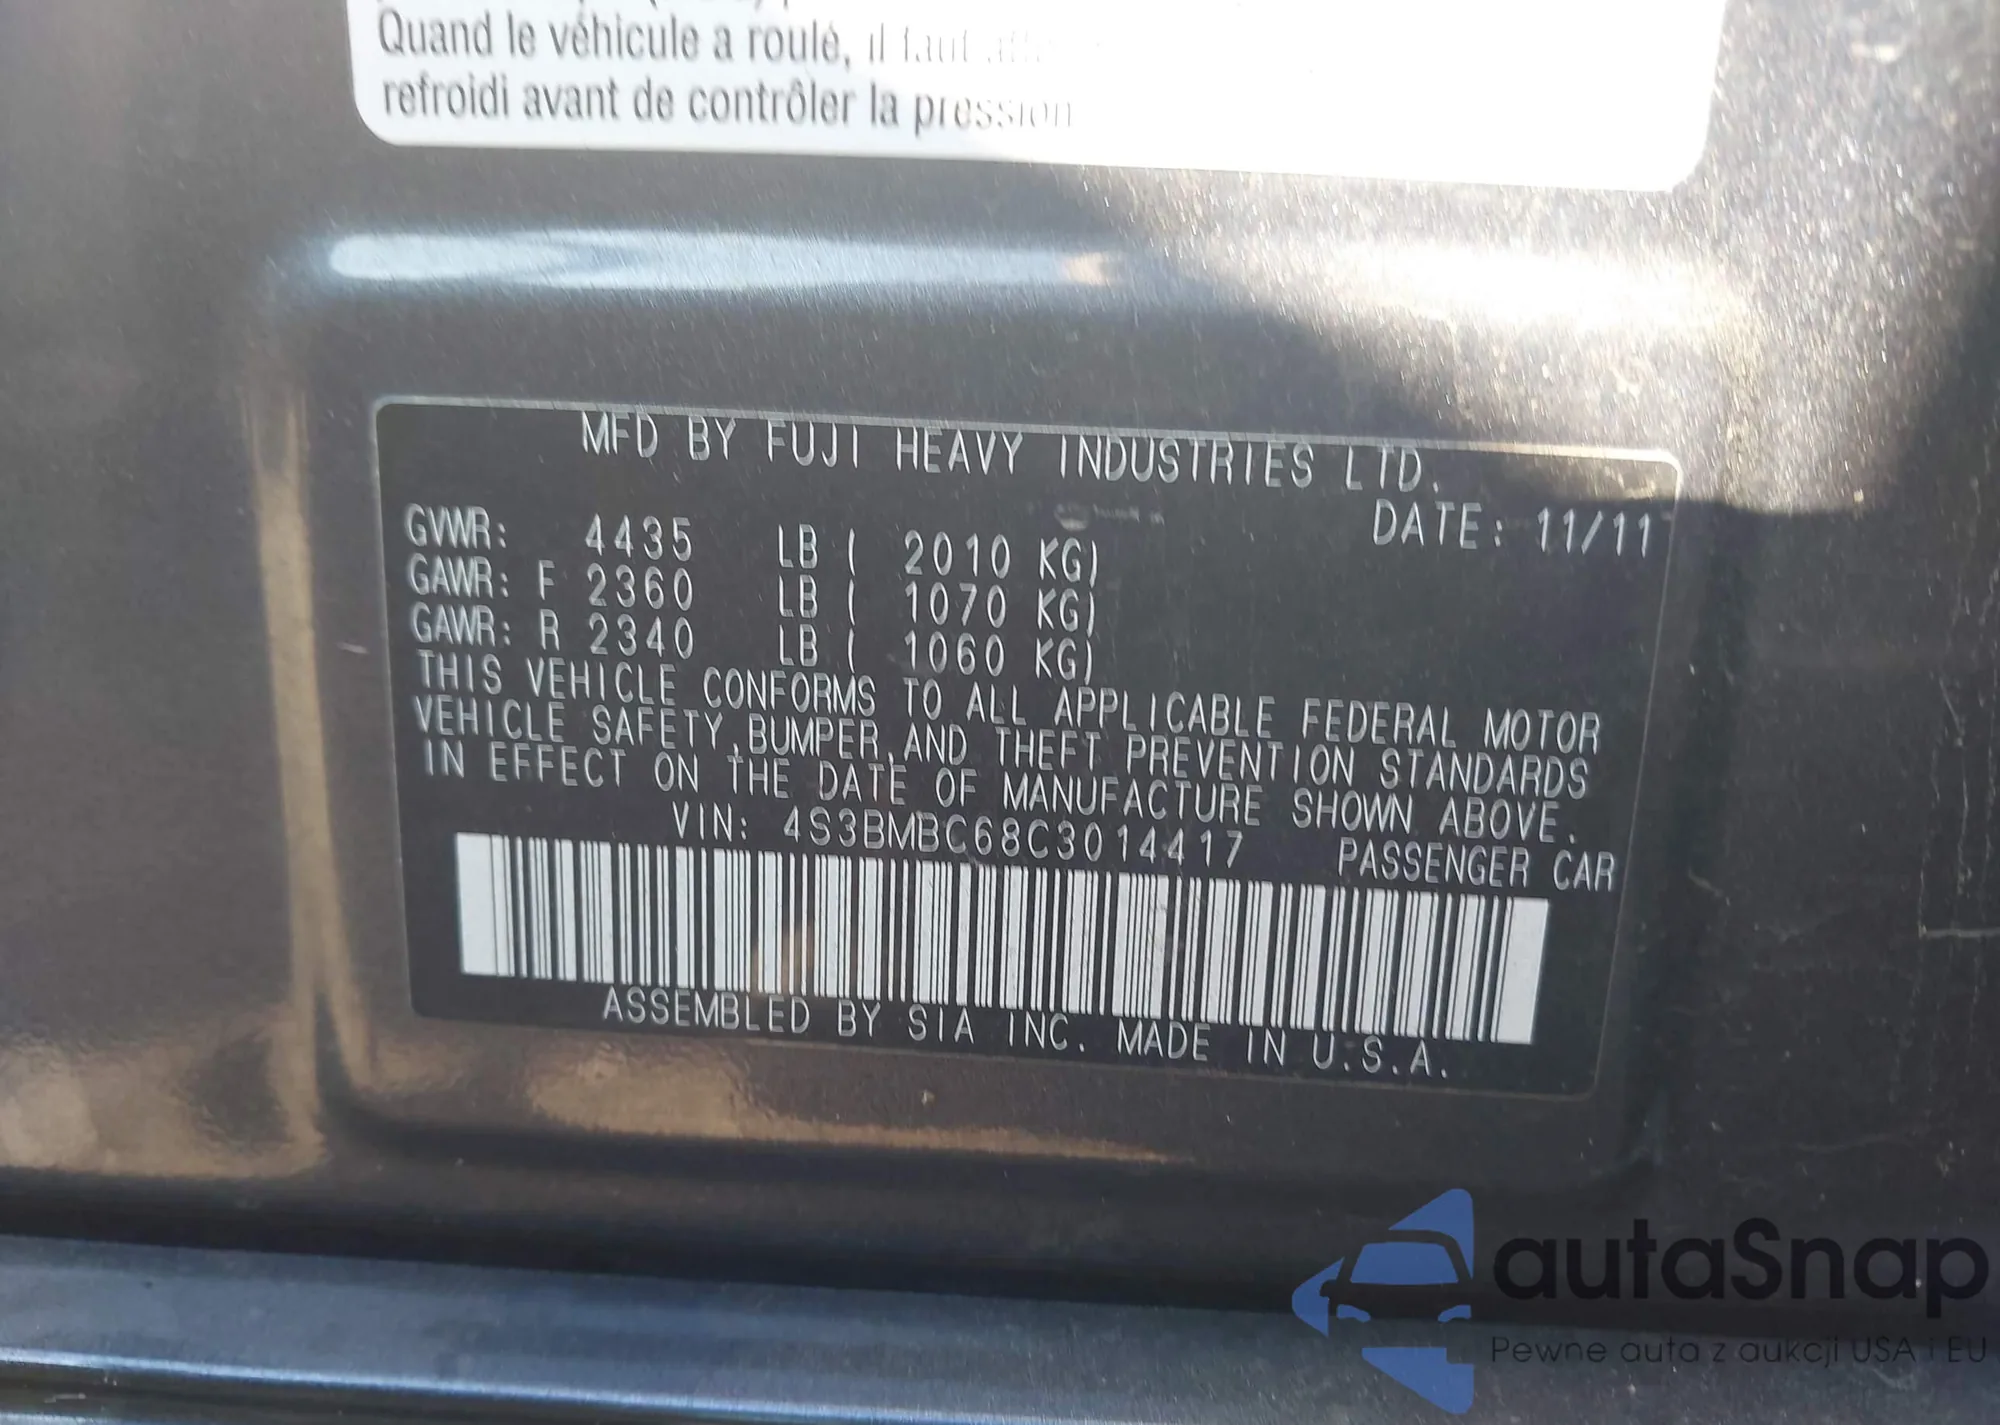 Quand le véhicule a roulé, il faut
refroidi avant de contrôler la pression
MFD BY FUJI HEAVY INDUSTRIES LTD.
DATE: 11/11
GVWR: 4435 LB ( 2010 KG)
GAWR: F 2360 LB ( 1070 KG)
GAWR: R 2340 LB ( 1060 KG)
THIS VEHICLE CONFORMS TO ALL APPLICABLE FEDERAL MOTOR
VEHICLE SAFETY,BUMPER,AND THEFT PREVENTION STANDARDS
IN EFFECT ON THE DATE OF MANUFACTURE SHOWN ABOVE.
VIN: 4S3BMBC68C3014417 PASSENGER CAR
ASSEMBLED BY SIA INC. MADE IN U.S.A.
autaSnap
Pewne auta z aukcji USA i EU